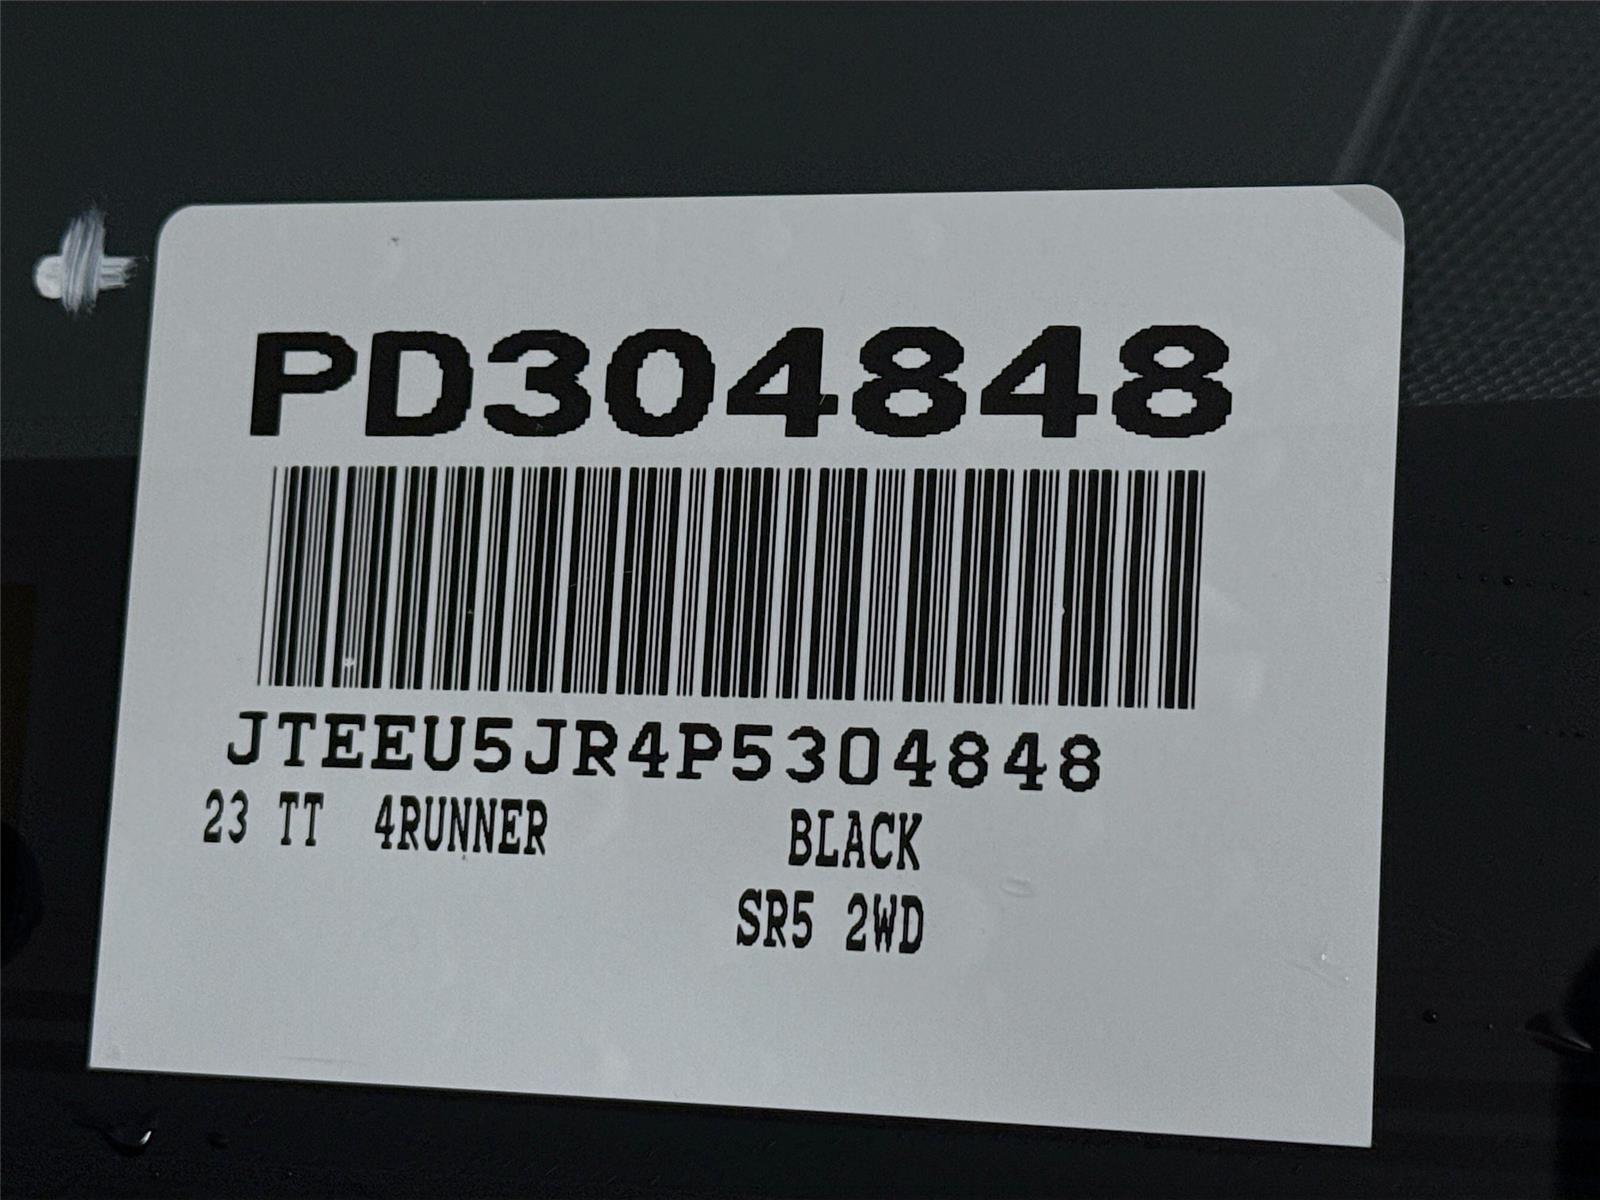 PD304848
JTEEU5JR4P5304848
23 TT 4RUNNER BLACK
SR5 2WD